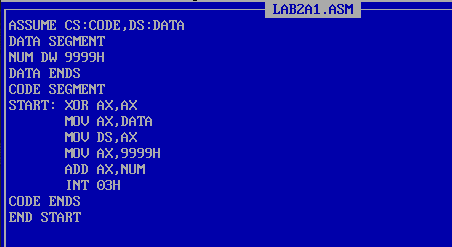 LAB2A1.ASM
ASSUME CS:CODE,DS:DATA
DATA SEGMENT
NUM DW 9999H
DATA ENDS
CODE SEGMENT
START: XOR AX,AX
       MOV AX,DATA
       MOV DS,AX
       MOV AX,9999H
       ADD AX,NUM
       INT 03H
CODE ENDS
END START